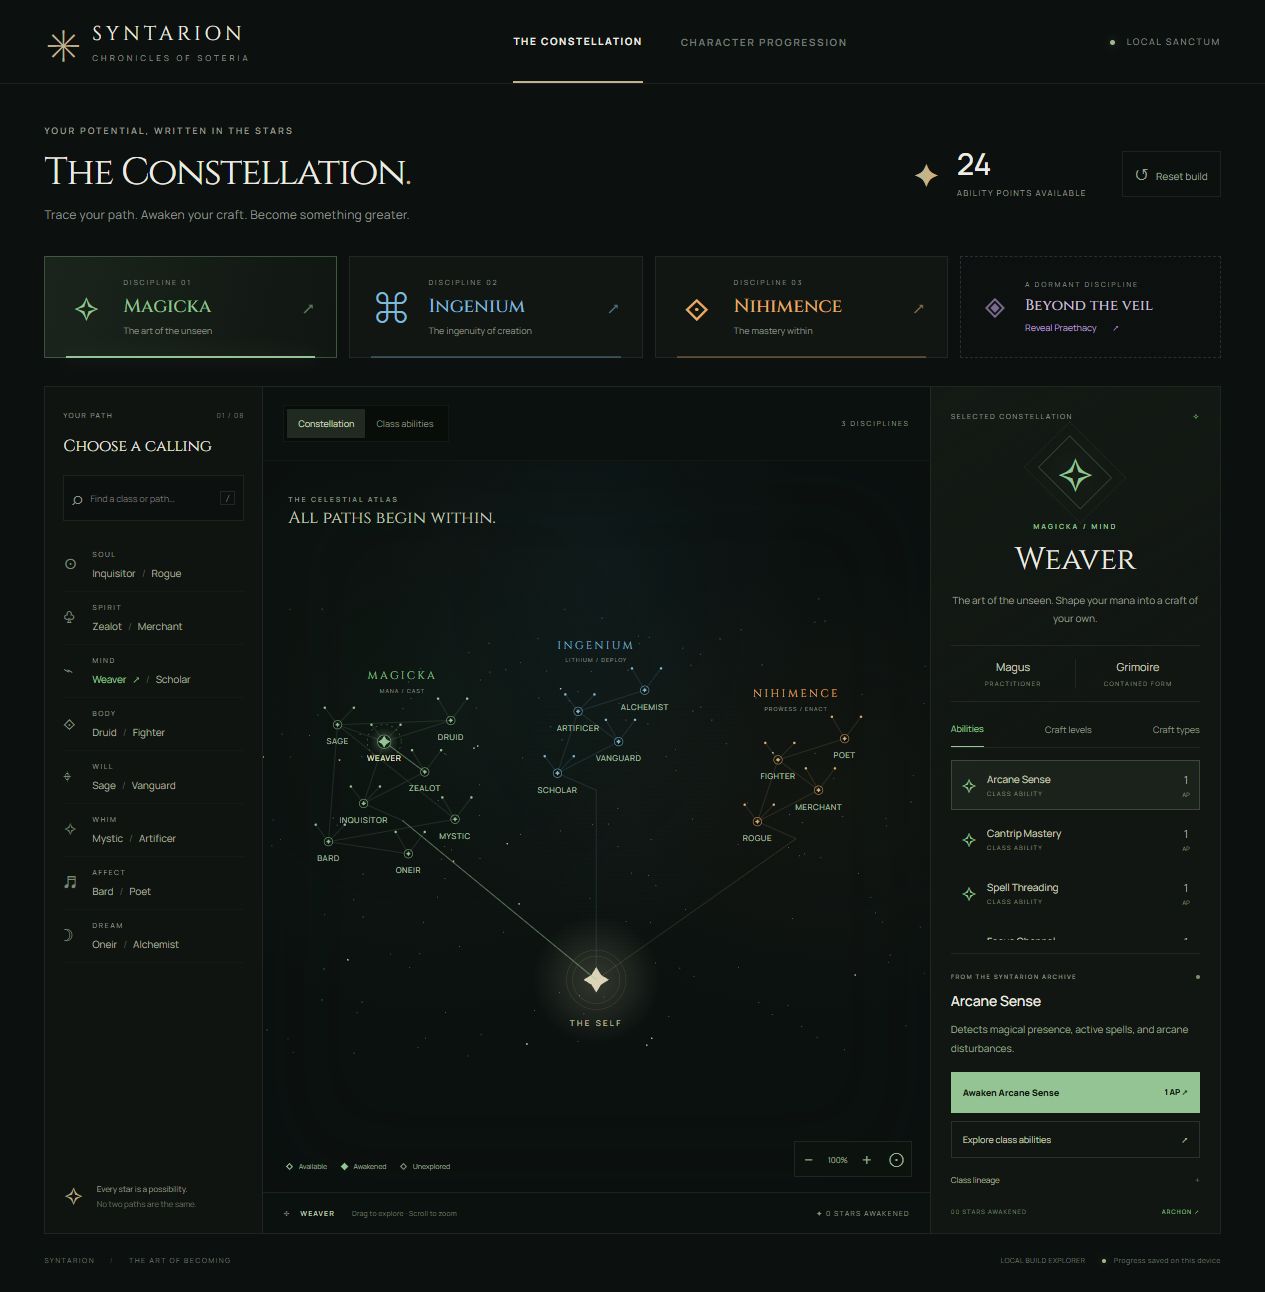 SYNTARION
CHRONICLES OF SOTERIA
THE CONSTELLATION
CHARACTER PROGRESSION
LOCAL SANCTUM
YOUR POTENTIAL, WRITTEN IN THE STARS
The Constellation.
Trace your path. Awaken your craft. Become something greater.
24
ABILITY POINTS AVAILABLE
Reset build
DISCIPLINE 01
Magicka
The art of the unseen
DISCIPLINE 02
Ingenium
The ingenuity of creation
DISCIPLINE 03
Nihimence
The mastery within
A DORMANT DISCIPLINE
Beyond the veil
Reveal Praethacy
YOUR PATH
01 / 08
Choose a calling
Find a class or path...
/
SOUL
Inquisitor / Rogue
SPIRIT
Zealot / Merchant
MIND
Weaver ↗ / Scholar
BODY
Druid / Fighter
WILL
Sage / Vanguard
WHIM
Mystic / Artificer
AFFECT
Bard / Poet
DREAM
Oneir / Alchemist
Every star is a possibility.
No two paths are the same.
Constellation
Class abilities
3 DISCIPLINES
THE CELESTIAL ATLAS
All paths begin within.
MAGICKA
MANA / CAST
SAGE
DRUID
WEAVER
ZEALOT
INQUISITOR
MYSTIC
BARD
ONEIR
INGENIUM
LITHIUM / DEPLOY
ALCHEMIST
ARTIFICER
VANGUARD
SCHOLAR
NIHIMENCE
PROWESS / ENACT
POET
FIGHTER
MERCHANT
ROGUE
THE SELF
Available
Awakened
Unexplored
− 100% +
WEAVER
Drag to explore · Scroll to zoom
0 STARS AWAKENED
SELECTED CONSTELLATION
MAGICKA / MIND
Weaver
The art of the unseen. Shape your mana into a craft of
your own.
Magus
PRACTITIONER
Grimoire
CONTAINED FORM
Abilities
Craft levels
Craft types
Arcane Sense
CLASS ABILITY
1
AP
Cantrip Mastery
CLASS ABILITY
1
AP
Spell Threading
CLASS ABILITY
1
AP
FROM THE SYNTARION ARCHIVE
Arcane Sense
Detects magical presence, active spells, and arcane
disturbances.
Awaken Arcane Sense
1 AP ↗
Explore class abilities
↗
Class lineage
+
00 STARS AWAKENED
ARCHON ↗
SYNTARION / THE ART OF BECOMING
LOCAL BUILD EXPLORER
Progress saved on this device